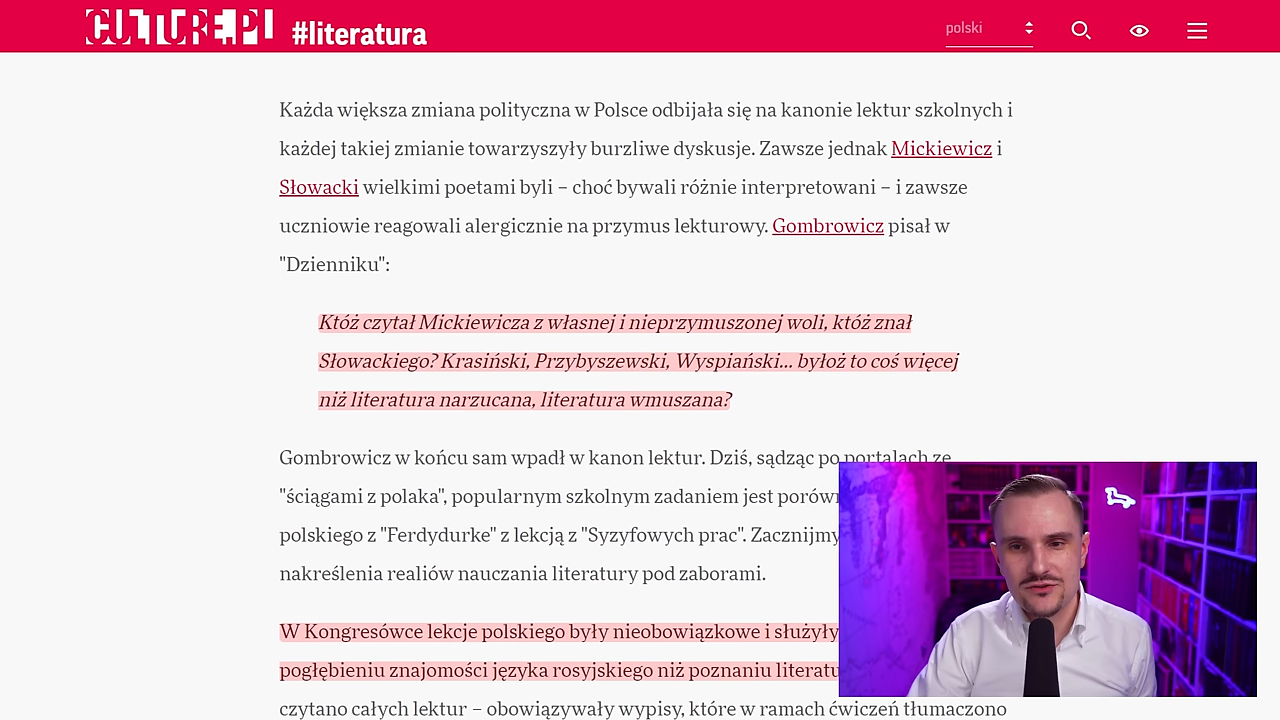 CULTURE.PL #literatura polski
Każda większa zmiana polityczna w Polsce odbijała się na kanonie lektur szkolnych i
każdej takiej zmianie towarzyszyły burzliwe dyskusje. Zawsze jednak Mickiewicz i
Słowacki wielkimi poetami byli – choć bywali różnie interpretowani – i zawsze
uczniowie reagowali alergicznie na przymus lekturowy. Gombrowicz pisał w
"Dzienniku":
Któż czytał Mickiewicza z własnej i nieprzymuszonej woli, któż znał
Słowackiego? Krasiński, Przybyszewski, Wyspiański... byłoż to coś więcej
niż literatura narzucana, literatura wmuszana?
Gombrowicz w końcu sam wpadł w kanon lektur. Dziś, sądząc po portalach ze
"ściągami z polaka", popularnym szkolnym zadaniem jest
polskiego z "Ferdydurke" z lekcją z "Syzyfowych prac". Zacznijmy
nakreślenia realiów nauczania literatury pod zaborami.
W Kongresówce lekcje polskiego były nieobowiązkowe i służyły
pogłębieniu znajomości języka rosyjskiego niż poznaniu
czytano całych lektur – obowiązywały wypisy, które w ramach ćwiczeń tłumaczono